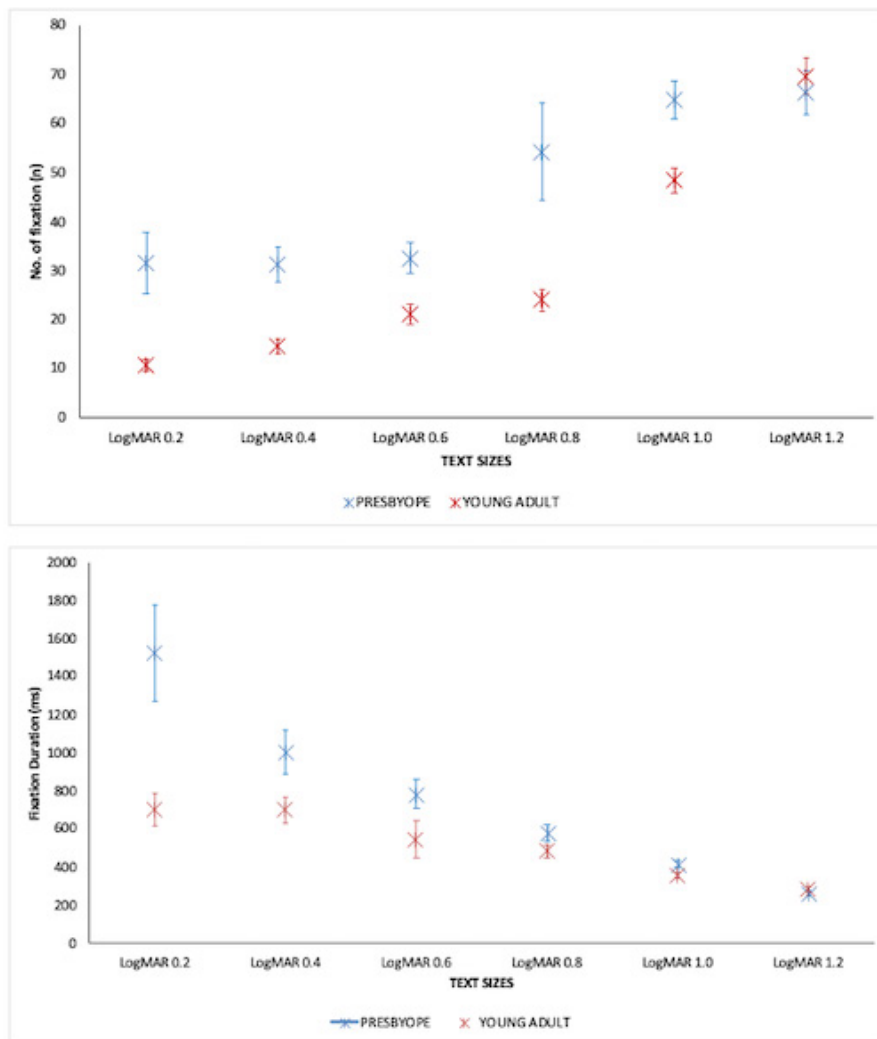 80
70
60
50
40
30
20
10
0
No. of fixation (n)
LogMAR 0.2 LogMAR 0.4 LogMAR 0.6 LogMAR 0.8 LogMAR 1.0 LogMAR 1.2
TEXT SIZES
PRESBYOPE YOUNG ADULT
2000
1800
1600
1400
1200
1000
800
600
400
200
0
Fixation Duration (ms)
LogMAR 0.2 LogMAR 0.4 LogMAR 0.6 LogMAR 0.8 LogMAR 1.0 LogMAR 1.2
TEXT SIZES
PRESBYOPE YOUNG ADULT